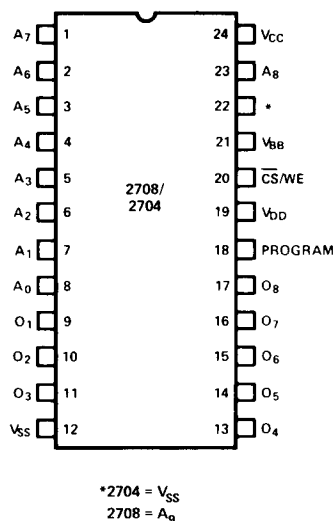 A7 1 24 VCC
A6 2 23 A8
A5 3 22 *
A4 4 21 VBB
A3 5 20 C̅S̅/WE
2708/
2704
A2 6 19 VDD
A1 7 18 PROGRAM
A0 8 17 O8
O1 9 16 O7
O2 10 15 O6
O3 11 14 O5
VSS 12 13 O4
*2704 = VSS
2708 = A9